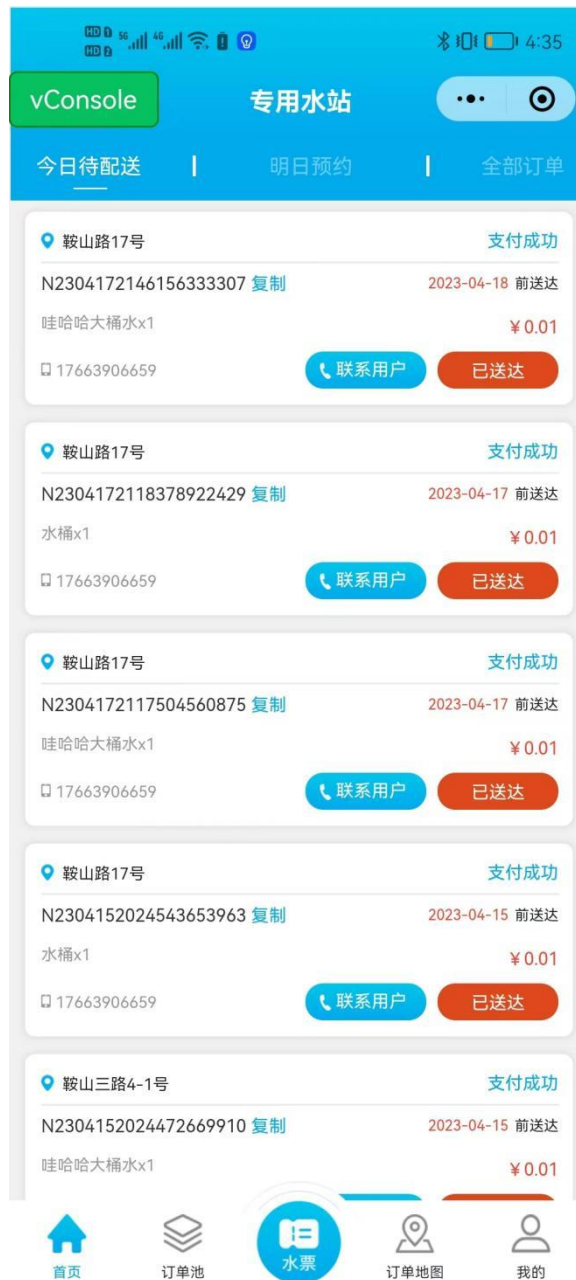 HD 5G 4G 4:35
HD
vConsole 专用水站
今日待配送 明日预约 全部订单
鞍山路17号 支付成功
N2304172146156333307 复制 2023-04-18 前送达
哇哈哈大桶水x1 ¥0.01
17663906659 联系用户 已送达
鞍山路17号 支付成功
N2304172118378922429 复制 2023-04-17 前送达
水桶x1 ¥0.01
17663906659 联系用户 已送达
鞍山路17号 支付成功
N2304172117504560875 复制 2023-04-17 前送达
哇哈哈大桶水x1 ¥0.01
17663906659 联系用户 已送达
鞍山路17号 支付成功
N2304152024543653963 复制 2023-04-15 前送达
水桶x1 ¥0.01
17663906659 联系用户 已送达
鞍山三路4-1号 支付成功
N2304152024472669910 复制 2023-04-15 前送达
哇哈哈大桶水x1 ¥0.01
首页 订单池 水票 订单地图 我的